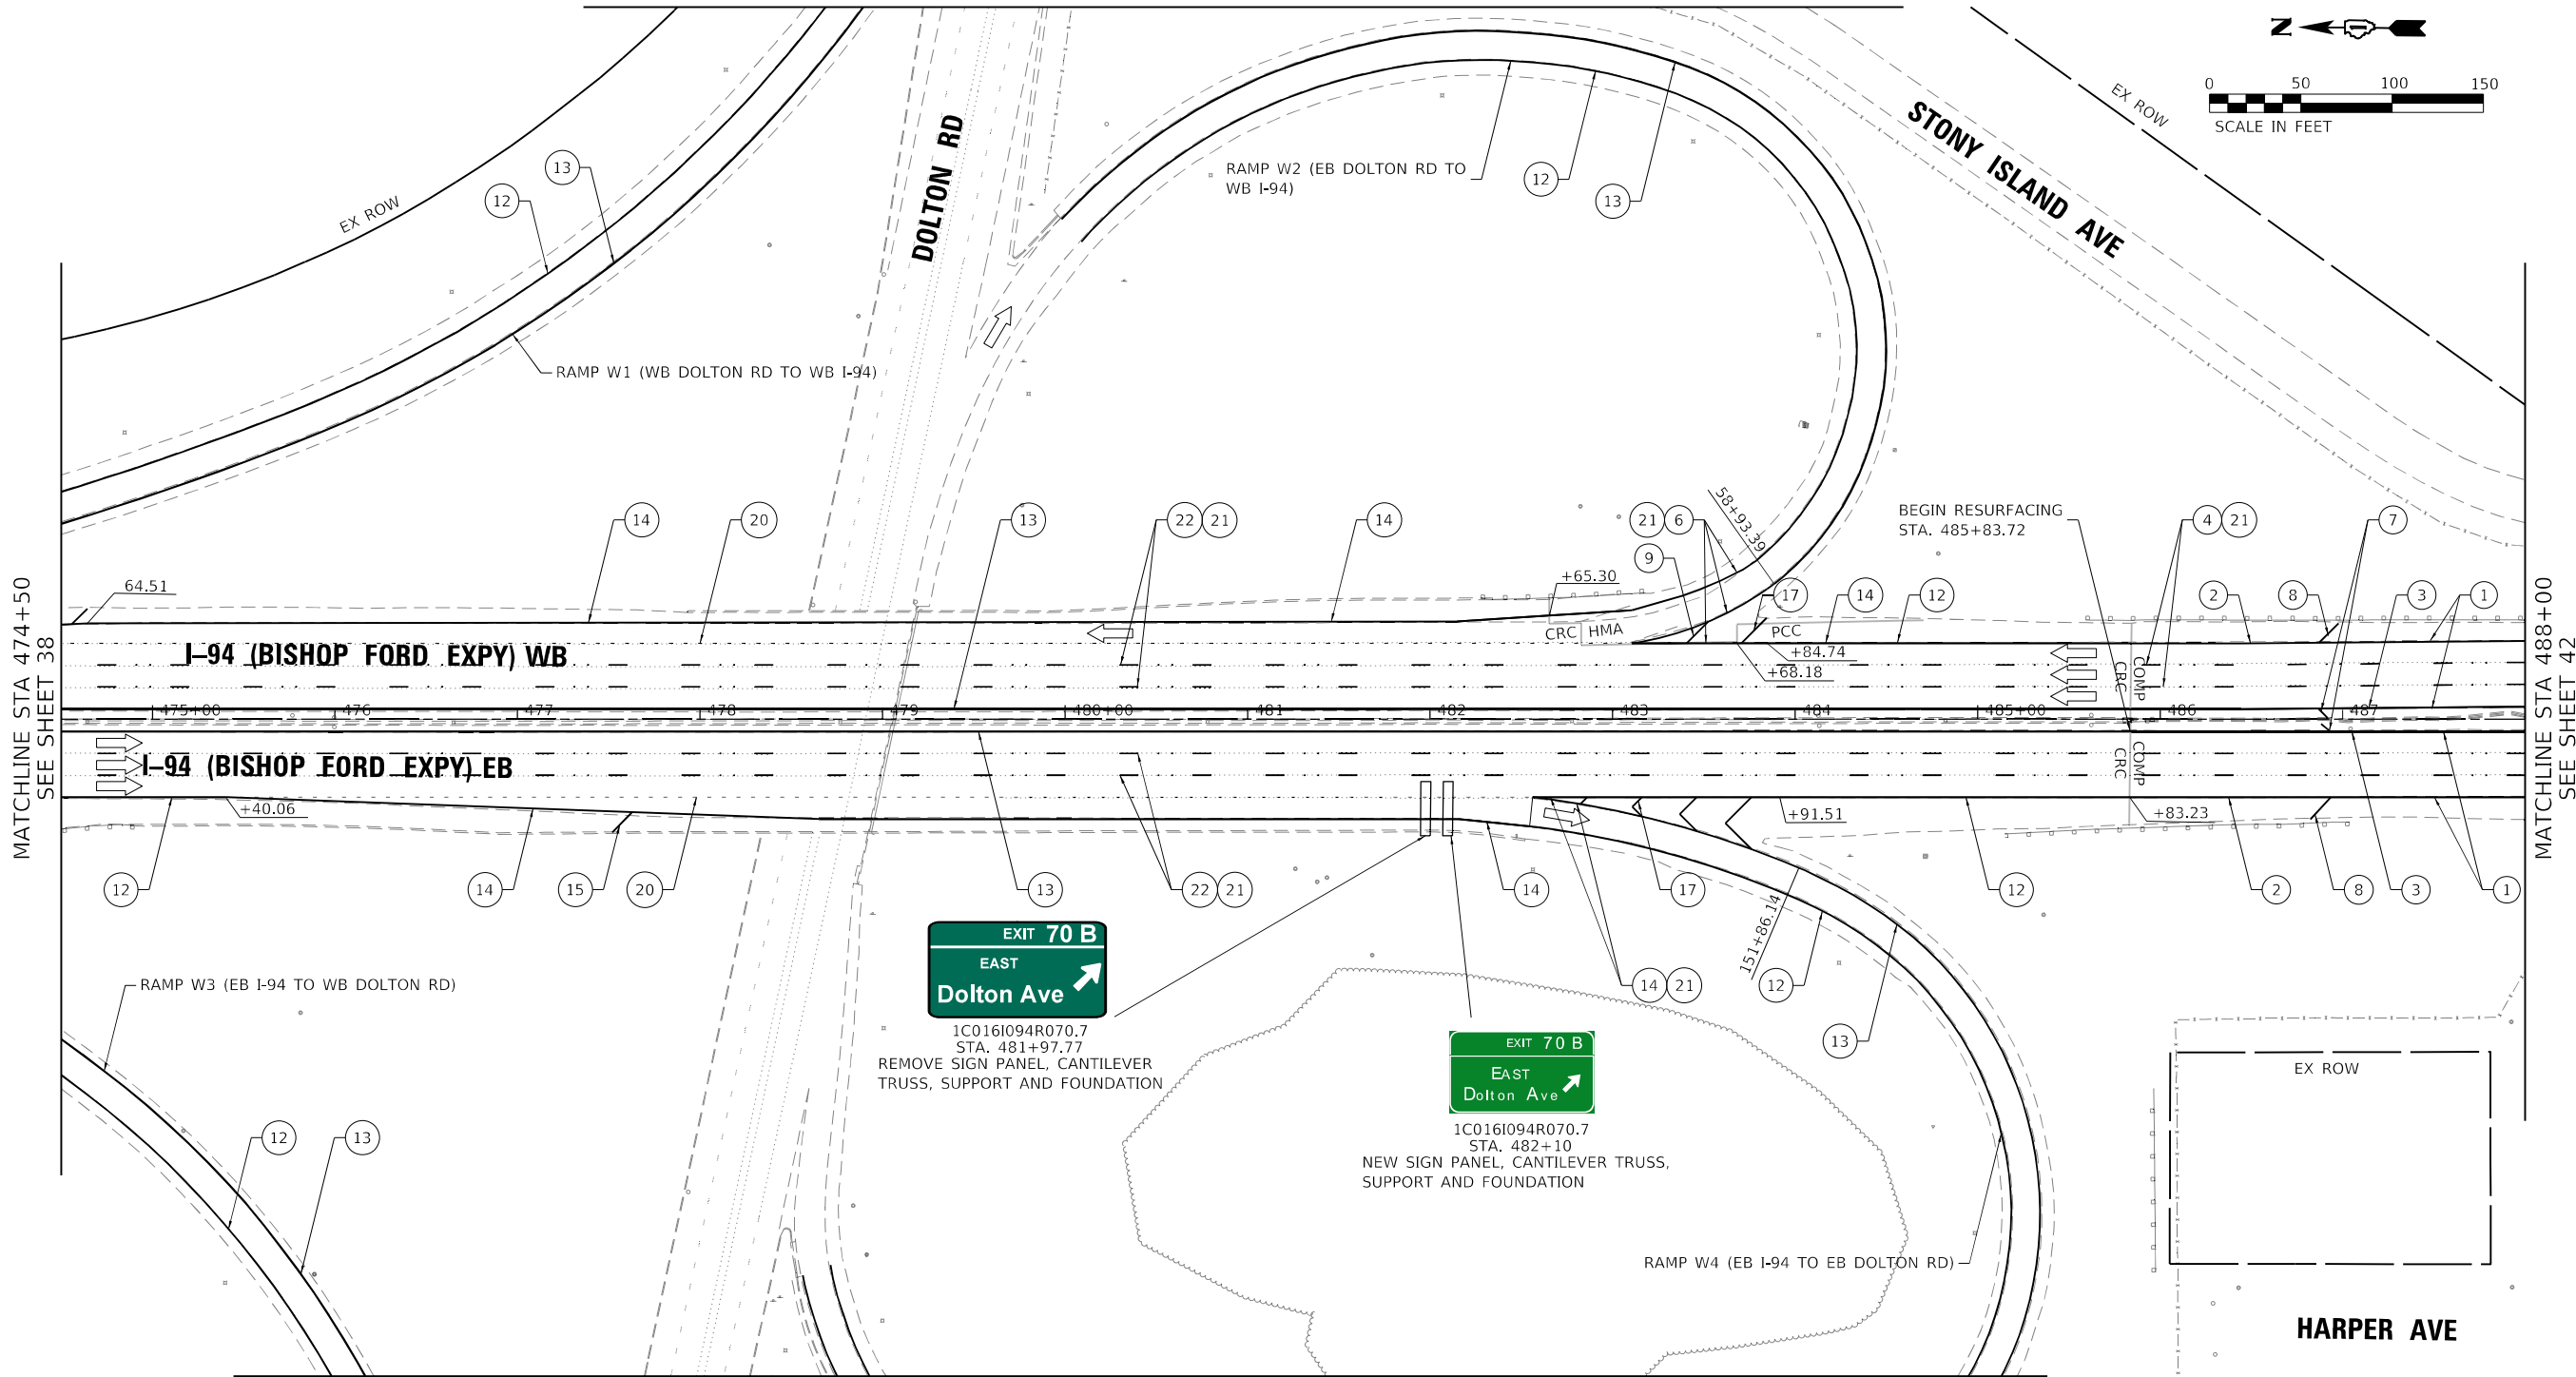 N
0 50 100 150
SCALE IN FEET
EX ROW
STONY ISLAND AVE
DOLTON RD
EX ROW
13
12
RAMP W2 (EB DOLTON RD TO
WB I-94)
12
13
RAMP W1 (WB DOLTON RD TO WB I-94)
MATCHLINE STA 474+50
SEE SHEET 38
64.51
14
20
13
22 21
14
21 6
9
58+93.39
+65.30
17
14
12
BEGIN RESURFACING
STA. 485+83.72
4 21
7
2
8
3
1
CRC HMA
PCC
+84.74
+68.18
CRC COMP
I-94 (BISHOP FORD EXPY) WB
475+00 476 477 478 479 480+00 481 482 483 484 485+00 486 487
I-94 (BISHOP FORD EXPY) EB
CRC COMP
+40.06
+91.51
+83.23
MATCHLINE STA 488+00
SEE SHEET 42
12
14
15
20
13
22 21
14
17
12
2
8
3
1
151+86.14
14 21
12
13
RAMP W3 (EB I-94 TO WB DOLTON RD)
EXIT 70 B
EAST
Dolton Ave
1C016I094R070.7
STA. 481+97.77
REMOVE SIGN PANEL, CANTILEVER
TRUSS, SUPPORT AND FOUNDATION
EXIT 70 B
EAST
Dolton Ave
1C016I094R070.7
STA. 482+10
NEW SIGN PANEL, CANTILEVER TRUSS,
SUPPORT AND FOUNDATION
12
13
EX ROW
RAMP W4 (EB I-94 TO EB DOLTON RD)
HARPER AVE